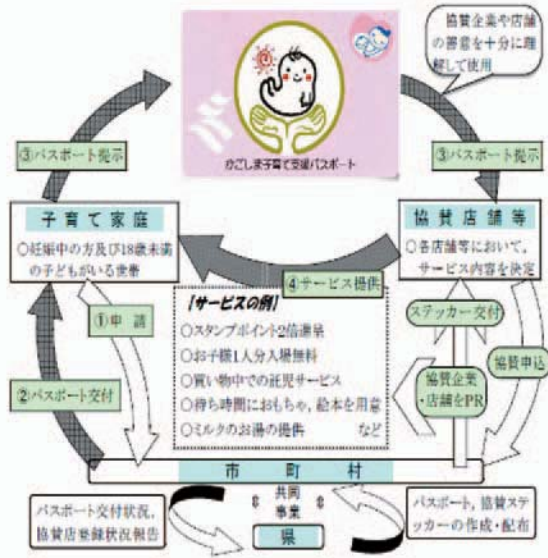 協賛企業や店舗
の善意を十分に理
解して使用
かごしま子育て支援パスポート
③パスポート提示
③パスポート提示
子育て家庭
○妊娠中の方及び18歳未満
の子どもがいる世帯
協賛店舗等
○各店舗等において,
サービス内容を決定
④サービス提供
①申請
②パスポート交付
【サービスの例】
○スタンプポイント2倍進呈
○お子様1人分入場無料
○買い物中での託児サービス
○待ち時間におもちゃ,絵本を用意
○ミルクのお湯の提供 など
ステッカー交付
協賛申込
協賛企業
・店舗をPR
市町村
パスポート交付状況,
協賛店登録状況報告
共同
事業
県
パスポート,協賛ステ
ッカーの作成・配布